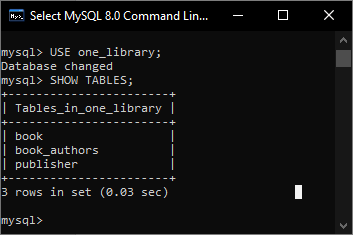 Select MySQL 8.0 Command Lin...
mysql> USE one_library;
Database changed
mysql> SHOW TABLES;
+-----------------------+
| Tables_in_one_library |
+-----------------------+
| book                  |
| book_authors          |
| publisher             |
+-----------------------+
3 rows in set (0.03 sec)
mysql>